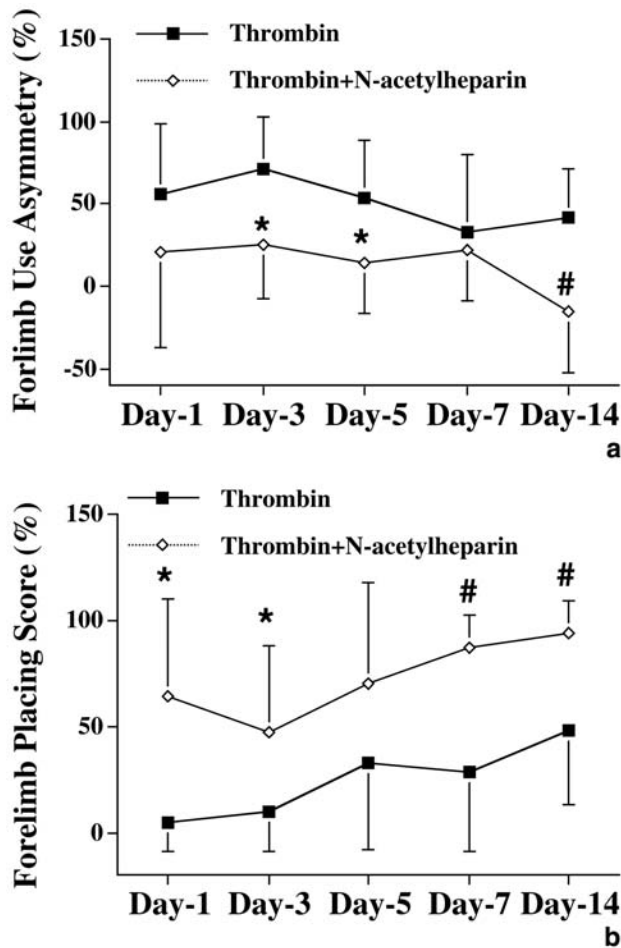 Forlimb Use Asymmetry (%)
150
100
50
0
-50
Thrombin
Thrombin+N-acetylheparin
*
*
#
Day-1 Day-3 Day-5 Day-7 Day-14
a
Forelimb Placing Score (%)
150
100
50
0
Thrombin
Thrombin+N-acetylheparin
*
*
#
#
Day-1 Day-3 Day-5 Day-7 Day-14
b